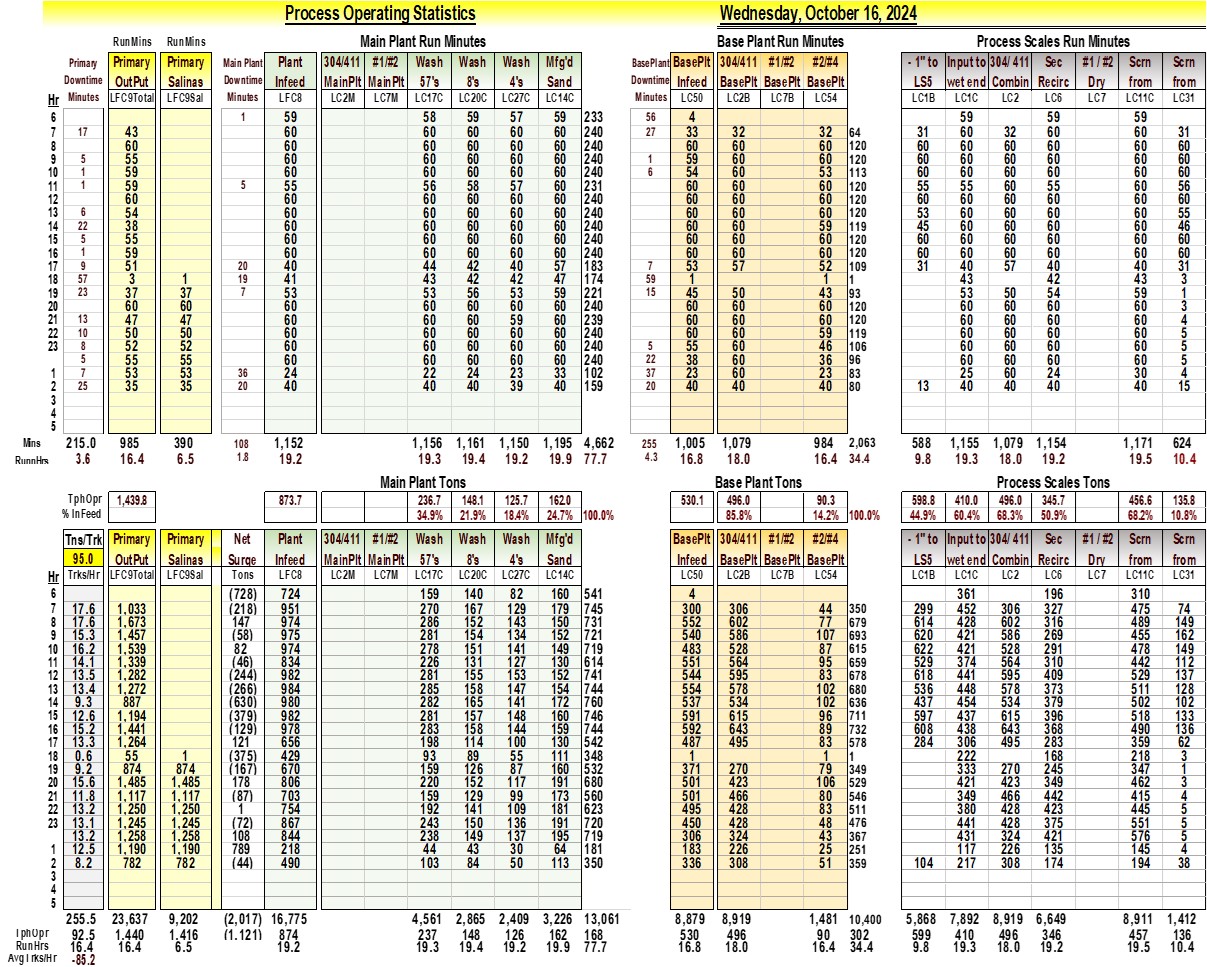 Process Operating Statistics Wednesday, October 16, 2024
RunMins RunMins Main Plant Run Minutes Base Plant Run Minutes Process Scales Run Minutes
Primary Primary Primary Main Plant Plant 304/411 #1/#2 Wash Wash Wash Mfg'd BasePlant BasePlt 304/411 #1/#2 #2/#4 - 1" to Input to 304/ 411 Sec #1 / #2 Scrn Scrn
Downtime OutPut Salinas Downtime Infeed MainPlt MainPlt 57's 8's 4's Sand Downtime Infeed BasePlt BasePlt BasePlt LS5 wet end Combin Recirc Dry from from
Hr Minutes LFC9Total LFC9Sal Minutes LFC8 LC2M LC7M LC17C LC20C LC27C LC14C Minutes LC50 LC2B LC7B LC54 LC1B LC1C LC2 LC6 LC7 LC11C LC31
6 1 59 58 59 57 59 233 56 4 59 59 59
7 17 43 60 60 60 60 60 240 27 33 32 32 64 31 60 32 60 60 31
8 60 60 60 60 60 60 240 60 60 60 120 60 60 60 60 60 60
9 5 55 60 60 60 60 60 240 1 59 60 60 120 60 60 60 60 60 60
10 1 59 60 60 60 60 60 240 6 54 60 53 113 60 60 60 60 60 60
11 1 59 5 55 56 58 57 60 231 60 60 60 120 55 55 60 55 60 56
12 60 60 60 60 60 60 240 60 60 60 120 60 60 60 60 60 60
13 6 54 60 60 60 60 60 240 60 60 60 120 53 60 60 60 60 55
14 22 38 60 60 60 60 60 240 60 60 59 119 45 60 60 60 60 46
15 5 55 60 60 60 60 60 240 60 60 60 120 60 60 60 60 60 60
16 1 59 60 60 60 60 60 240 60 60 60 120 60 60 60 60 60 60
17 9 51 20 40 44 42 40 57 183 7 53 57 52 109 31 40 57 40 40 31
18 57 3 1 19 41 43 42 42 47 174 59 1 1 1 43 42 43 3
19 23 37 37 7 53 53 56 53 59 221 15 45 50 43 93 53 50 54 59 1
20 60 60 60 60 60 60 60 240 60 60 60 120 60 60 60 60 3
21 13 47 47 60 60 60 59 60 239 60 60 60 120 60 60 60 60 4
22 10 50 50 60 60 60 60 60 240 60 60 59 119 60 60 60 60 5
23 8 52 52 60 60 60 60 60 240 5 55 60 46 106 60 60 60 60 5
5 55 55 60 60 60 60 60 240 22 38 60 36 96 60 60 60 60 5
1 7 53 53 36 24 22 24 23 33 102 37 23 60 23 83 25 60 24 30 4
2 25 35 35 20 40 40 40 39 40 159 20 40 40 40 80 13 40 40 40 40 15
3
4
5
Mins 215.0 985 390 108 1,152 1,156 1,161 1,150 1,195 4,662 255 1,005 1,079 984 2,063 588 1,155 1,079 1,154 1,171 624
RunnHrs 3.6 16.4 6.5 1.8 19.2 19.3 19.4 19.2 19.9 77.7 4.3 16.8 18.0 16.4 34.4 9.8 19.3 18.0 19.2 19.5 10.4
Main Plant Tons Base Plant Tons Process Scales Tons
TphOpr 1,439.8 873.7 236.7 148.1 125.7 162.0 530.1 496.0 90.3 598.8 410.0 496.0 345.7 456.6 135.8
% InFeed 34.9% 21.9% 18.4% 24.7% 100.0% 85.8% 14.2% 100.0% 44.9% 60.4% 68.3% 50.9% 68.2% 10.8%
Tns/Trk Primary Primary Net Plant 304/411 #1/#2 Wash Wash Wash Mfg'd BasePlt 304/411 #1/#2 #2/#4 - 1" to Input to 304/ 411 Sec #1 / #2 Scrn Scrn
95.0 OutPut Salinas Surge Infeed MainPlt MainPlt 57's 8's 4's Sand Infeed BasePlt BasePlt BasePlt LS5 wet end Combin Recirc Dry from from
Hr Trks/Hr LFC9Total LFC9Sal Tons LFC8 LC2M LC7M LC17C LC20C LC27C LC14C LC50 LC2B LC7B LC54 LC1B LC1C LC2 LC6 LC7 LC11C LC31
6 (728) 724 159 140 82 160 541 4 361 196 310
7 17.6 1,033 (218) 951 270 167 129 179 745 300 306 44 350 299 452 306 327 475 74
8 17.6 1,673 147 974 286 152 143 150 731 552 602 77 679 614 428 602 316 489 149
9 15.3 1,457 (58) 975 281 154 134 152 721 540 586 107 693 620 421 586 269 455 162
10 16.2 1,539 82 974 278 151 141 149 719 483 528 87 615 622 421 528 291 478 149
11 14.1 1,339 (46) 834 226 131 127 130 614 551 564 95 659 529 374 564 310 442 112
12 13.5 1,282 (244) 982 281 155 153 152 741 544 595 83 678 618 441 595 409 529 137
13 13.4 1,272 (266) 984 285 158 147 154 744 554 578 102 680 536 448 578 373 511 128
14 9.3 887 (630) 980 282 165 141 172 760 537 534 102 636 437 454 534 379 502 102
15 12.6 1,194 (379) 982 281 157 148 160 746 591 615 96 711 597 437 615 396 518 133
16 15.2 1,441 (129) 978 283 158 144 159 744 592 643 89 732 608 438 643 368 490 136
17 13.3 1,264 121 656 198 114 100 130 542 487 495 83 578 284 306 495 283 359 62
18 0.6 55 1 (375) 429 93 89 55 111 348 1 1 1 222 168 218 3
19 9.2 874 874 (167) 670 159 126 87 160 532 371 270 79 349 333 270 245 347 1
20 15.6 1,485 1,485 178 806 220 152 117 191 680 501 423 106 529 421 423 349 462 3
21 11.8 1,117 1,117 (87) 703 159 129 99 173 560 501 466 80 546 349 466 442 415 4
22 13.2 1,250 1,250 1 754 192 141 109 181 623 495 428 83 511 380 428 423 445 5
23 13.1 1,245 1,245 (72) 867 243 150 136 191 720 450 428 48 476 441 428 375 551 5
13.2 1,258 1,258 108 844 238 149 137 195 719 306 324 43 367 431 324 421 576 5
1 12.5 1,190 1,190 789 218 44 43 30 64 181 183 226 25 251 117 226 135 145 4
2 8.2 782 782 (44) 490 103 84 50 113 350 336 308 51 359 104 217 308 174 194 38
3
4
5
255.5 23,637 9,202 (2,017) 16,775 4,561 2,865 2,409 3,226 13,061 8,879 8,919 1,481 10,400 5,868 7,892 8,919 6,649 8,911 1,412
TphOpr 92.5 1,440 1,416 (1,121) 874 237 148 126 162 168 530 496 90 302 599 410 496 346 457 136
RunHrs 16.4 16.4 6.5 19.2 19.3 19.4 19.2 19.9 77.7 16.8 18.0 16.4 34.4 9.8 19.3 18.0 19.2 19.5 10.4
AvgTrks/Hr -85.2